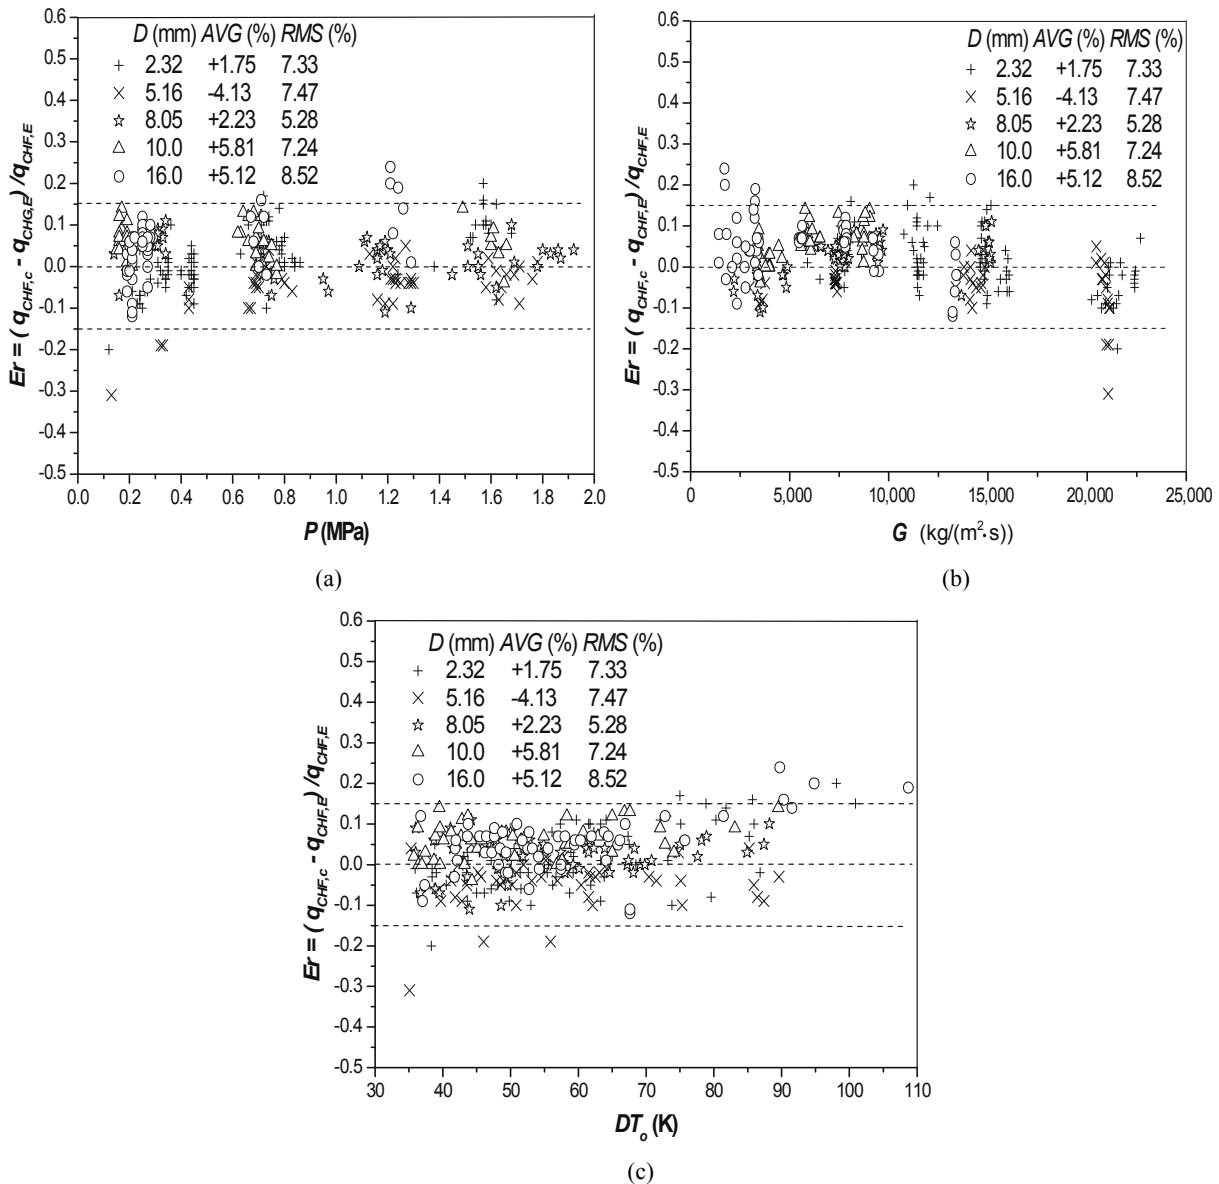 0.6
0.5
0.4
0.3
0.2
0.1
0.0
-0.1
-0.2
-0.3
-0.4
-0.5
Er = ( q_CHF,c - q_CHG,E ) /q_CHF,E
D (mm) AVG (%) RMS (%)
2.32 +1.75 7.33
5.16 -4.13 7.47
8.05 +2.23 5.28
10.0 +5.81 7.24
16.0 +5.12 8.52
0.0 0.2 0.4 0.6 0.8 1.0 1.2 1.4 1.6 1.8 2.0
P (MPa)
(a)
0.6
0.5
0.4
0.3
0.2
0.1
0.0
-0.1
-0.2
-0.3
-0.4
-0.5
Er = ( q_CHF,c - q_CHF,E ) /q_CHF,E
D (mm) AVG (%) RMS (%)
2.32 +1.75 7.33
5.16 -4.13 7.47
8.05 +2.23 5.28
10.0 +5.81 7.24
16.0 +5.12 8.52
0 5,000 10,000 15,000 20,000 25,000
G (kg/(m²·s))
(b)
0.6
0.5
0.4
0.3
0.2
0.1
0.0
-0.1
-0.2
-0.3
-0.4
-0.5
Er = ( q_CHF,c - q_CHF,E ) /q_CHF,E
D (mm) AVG (%) RMS (%)
2.32 +1.75 7.33
5.16 -4.13 7.47
8.05 +2.23 5.28
10.0 +5.81 7.24
16.0 +5.12 8.52
30 40 50 60 70 80 90 100 110
DT_o (K)
(c)